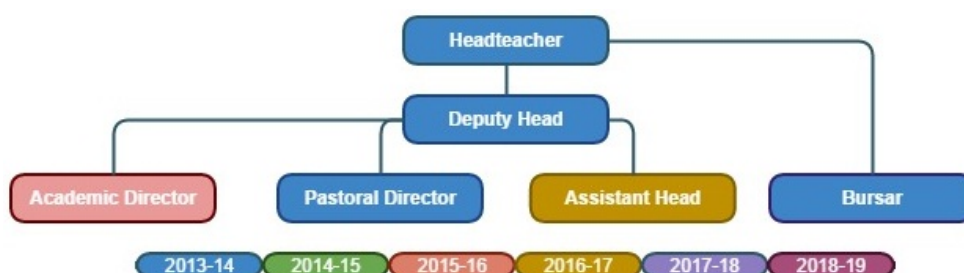 Headteacher
Deputy Head
Academic Director
Pastoral Director
Assistant Head
Bursar
2013-14
2014-15
2015-16
2016-17
2017-18
2018-19